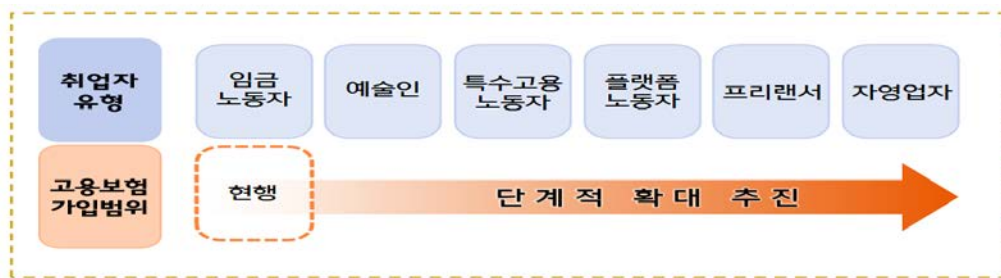 취업자
유형
임금
노동자
예술인
특수고용
노동자
플랫폼
노동자
프리랜서
자영업자
고용보험
가입범위
현행
단계적 확대 추진